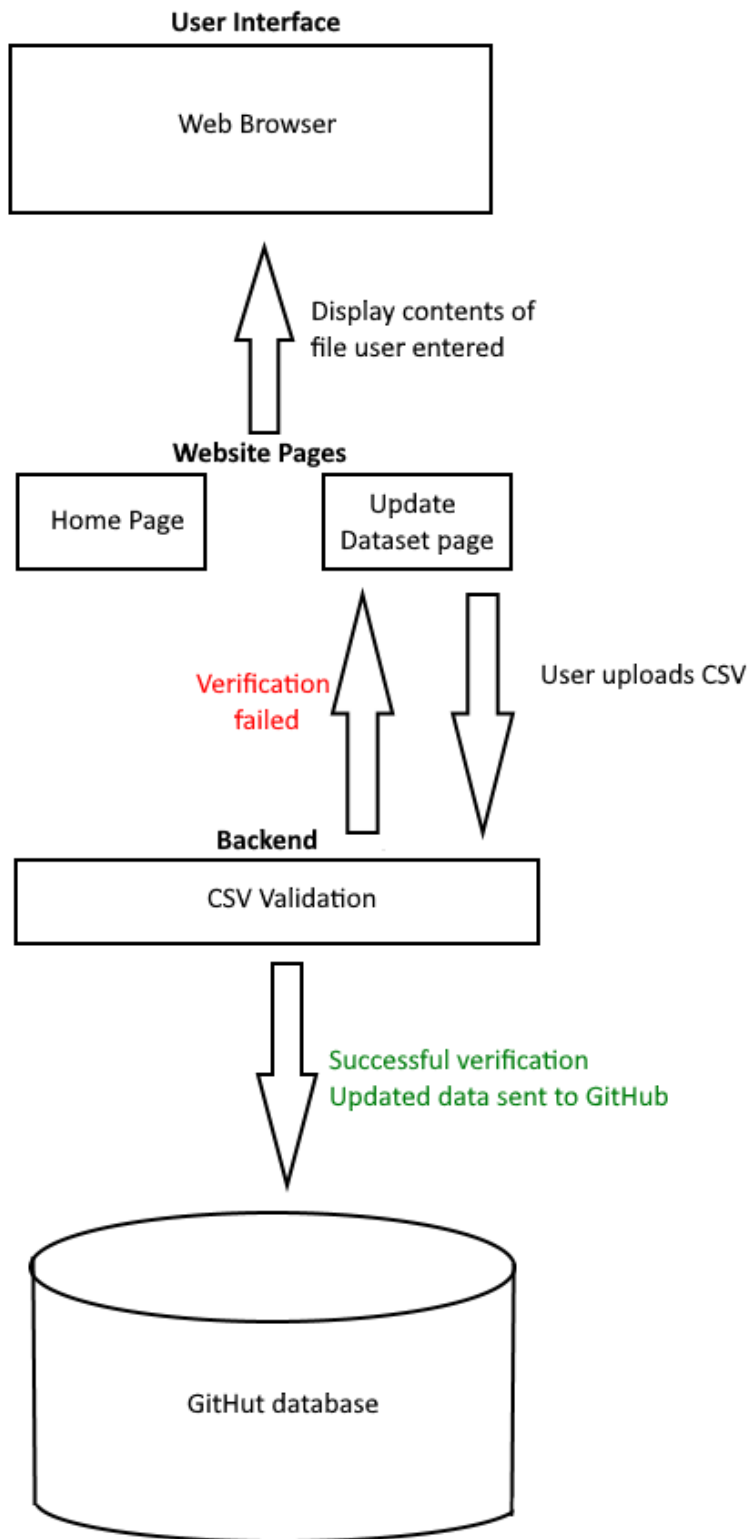 User Interface
Web Browser
Display contents of
file user entered
Website Pages
Home Page
Update
Dataset page
Verification
failed
User uploads CSV
Backend
CSV Validation
Successful verification
Updated data sent to GitHub
GitHut database